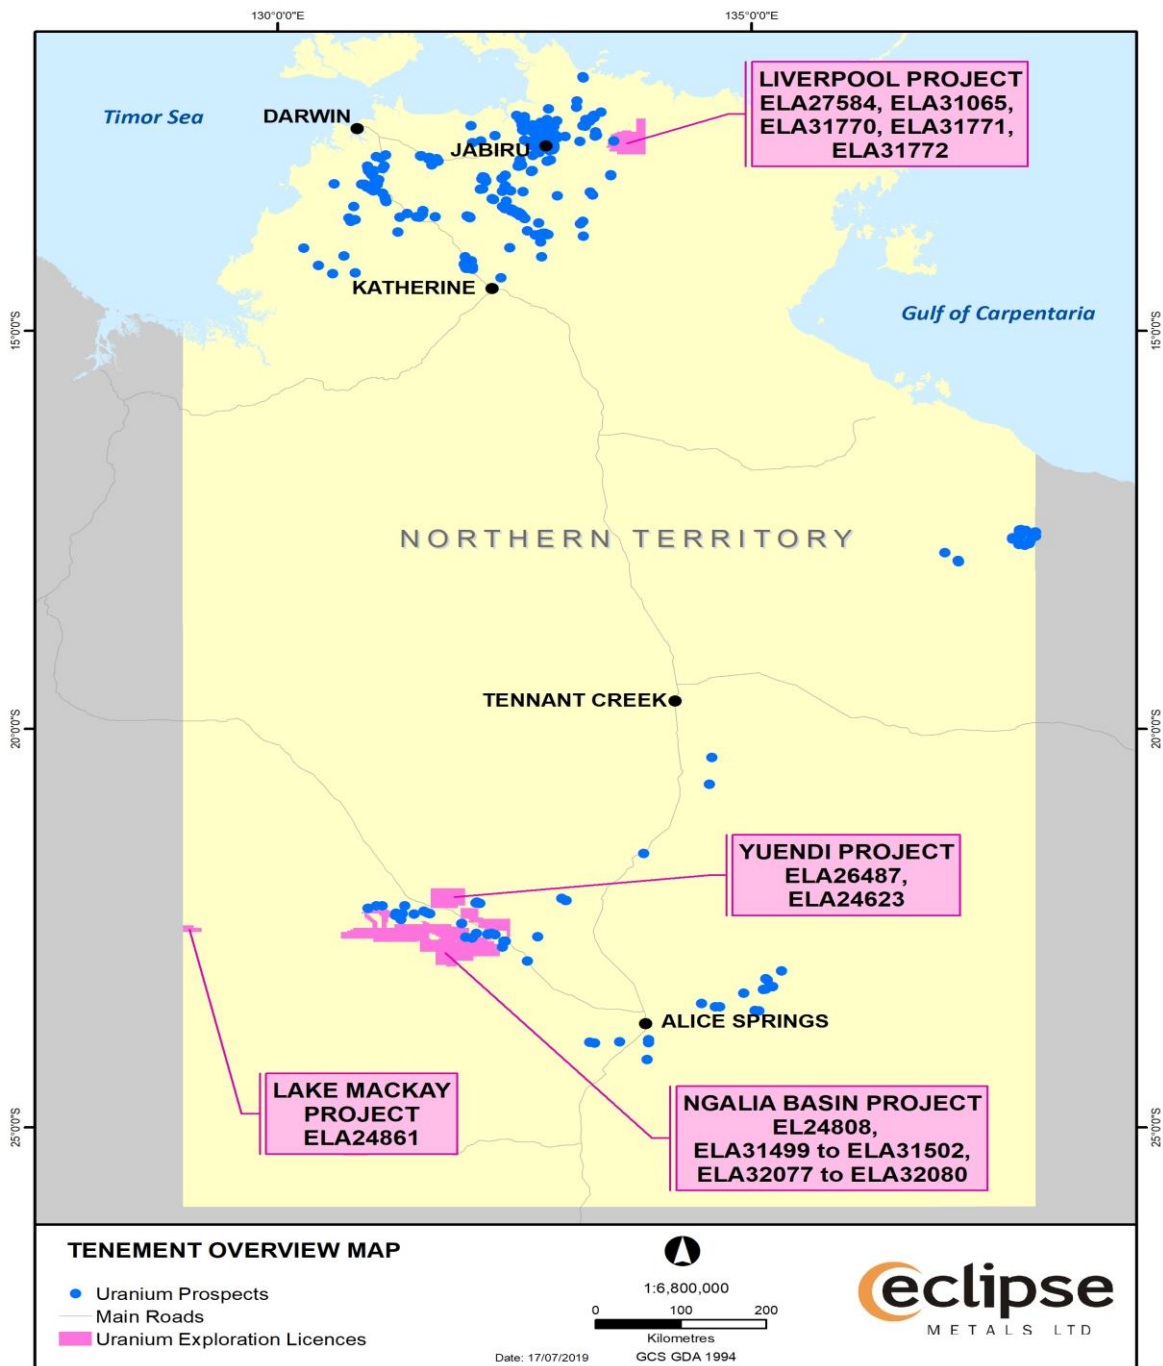 130°0'0"E
135°0'0"E
Timor Sea
DARWIN
JABIRU
LIVERPOOL PROJECT
ELA27584, ELA31065,
ELA31770, ELA31771,
ELA31772
KATHERINE
Gulf of Carpentaria
15°0'0"S
15°0'0"S
NORTHERN TERRITORY
TENNANT CREEK
20°0'0"S
20°0'0"S
YUENDI PROJECT
ELA26487,
ELA24623
ALICE SPRINGS
LAKE MACKAY
PROJECT
ELA24861
NGALIA BASIN PROJECT
EL24808,
ELA31499 to ELA31502,
ELA32077 to ELA32080
25°0'0"S
25°0'0"S
TENEMENT OVERVIEW MAP
Uranium Prospects
Main Roads
Uranium Exploration Licences
1:6,800,000
0 100 200
Kilometres
Date: 17/07/2019
GCS GDA 1994
eclipse
METALS LTD